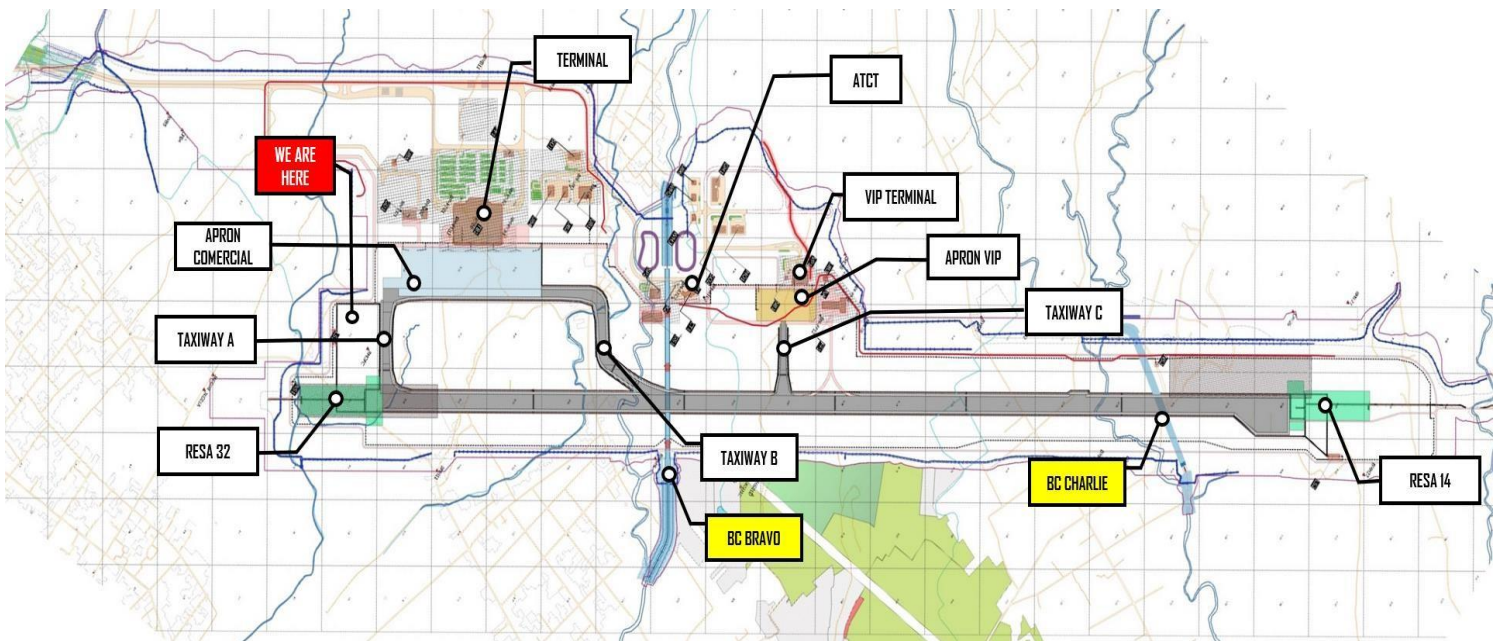 TERMINAL
ATCT
WE ARE
HERE
VIP TERMINAL
APRON
COMERCIAL
APRON VIP
TAXIWAY A
TAXIWAY C
RESA 32
TAXIWAY B
BC CHARLIE
RESA 14
BC BRAVO